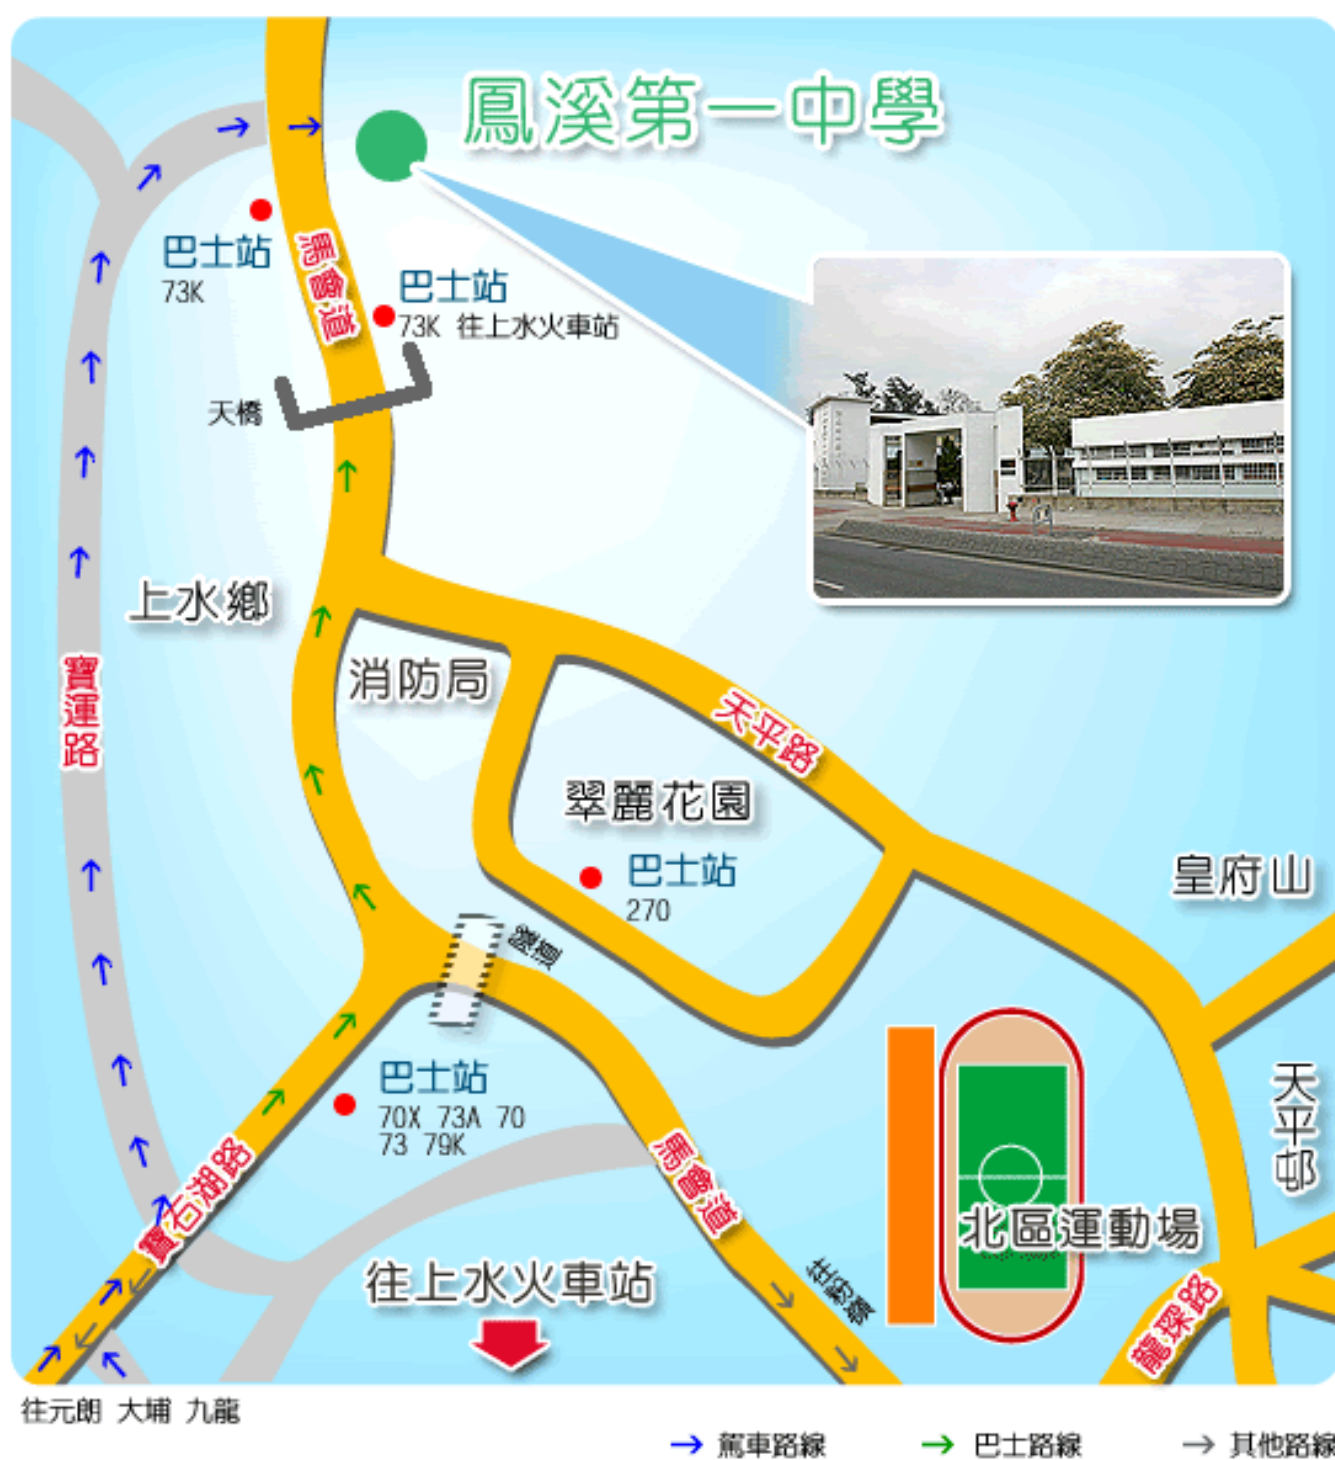 鳳溪第一中學
巴士站
73K
馬會道
巴士站
73K 往上水火車站
天橋
上水鄉
消防局
寶運路
天平路
翠麗花園
巴士站
270
皇府山
隧道
巴士站
70X 73A 70
73 79K
天平邨
寶石湖路
馬會道
北區運動場
往上水火車站
往粉嶺
龍琛路
往元朗 大埔 九龍
駕車路線
巴士路線
其他路線